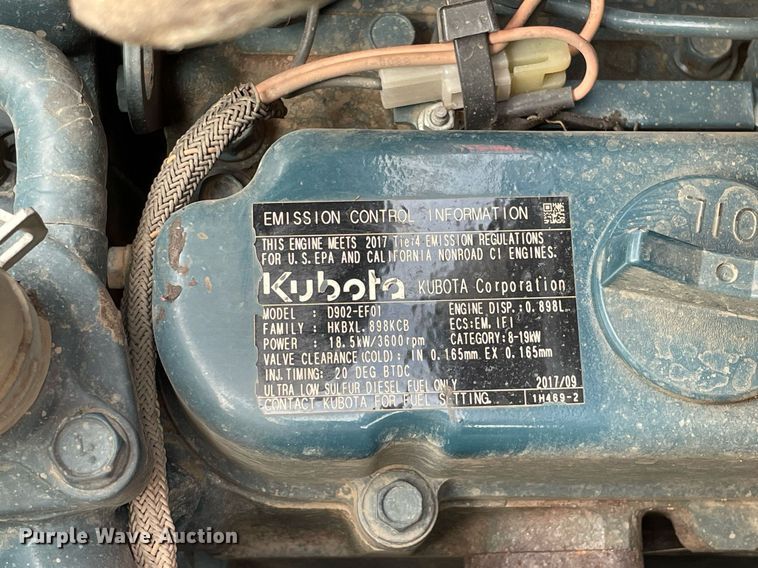 EMISSION CONTROL INFORMATION
THIS ENGINE MEETS 2017 Tier4 EMISSION REGULATIONS
FOR U.S.EPA AND CALIFORNIA NONROAD CI ENGINES.
Kubota KUBOTA Corporation
MODEL : D902-EF01 ENGINE DISP.:0.898L
FAMILY : HKBXL.898KCB ECS:EM,IFI
POWER : 18.5kW/3600rpm CATEGORY:8-19kW
VALVE CLEARANCE(COLD): IN 0.165mm EX 0.165mm
INJ.TIMING: 20 DEG BTDC
ULTRA LOW SULFUR DIESEL FUEL ONLY 2017/09
CONTACT KUBOTA FOR FUEL SETTING. 1H469-2
OIL
Purple Wave Auction